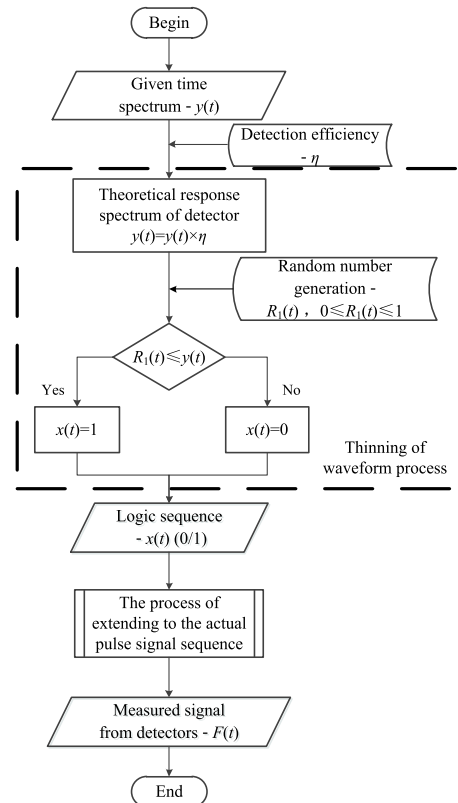 Begin
Given time
spectrum - y(t)
Detection efficiency
- η
Theoretical response
spectrum of detector
y(t)=y(t)×η
Random number
generation -
R₁(t) ，0≤R₁(t)≤1
R₁(t)≤y(t)
Yes
No
x(t)=1
x(t)=0
Thinning of
waveform process
Logic sequence
- x(t) (0/1)
The process of
extending to the actual
pulse signal sequence
Measured signal
from detectors - F(t)
End